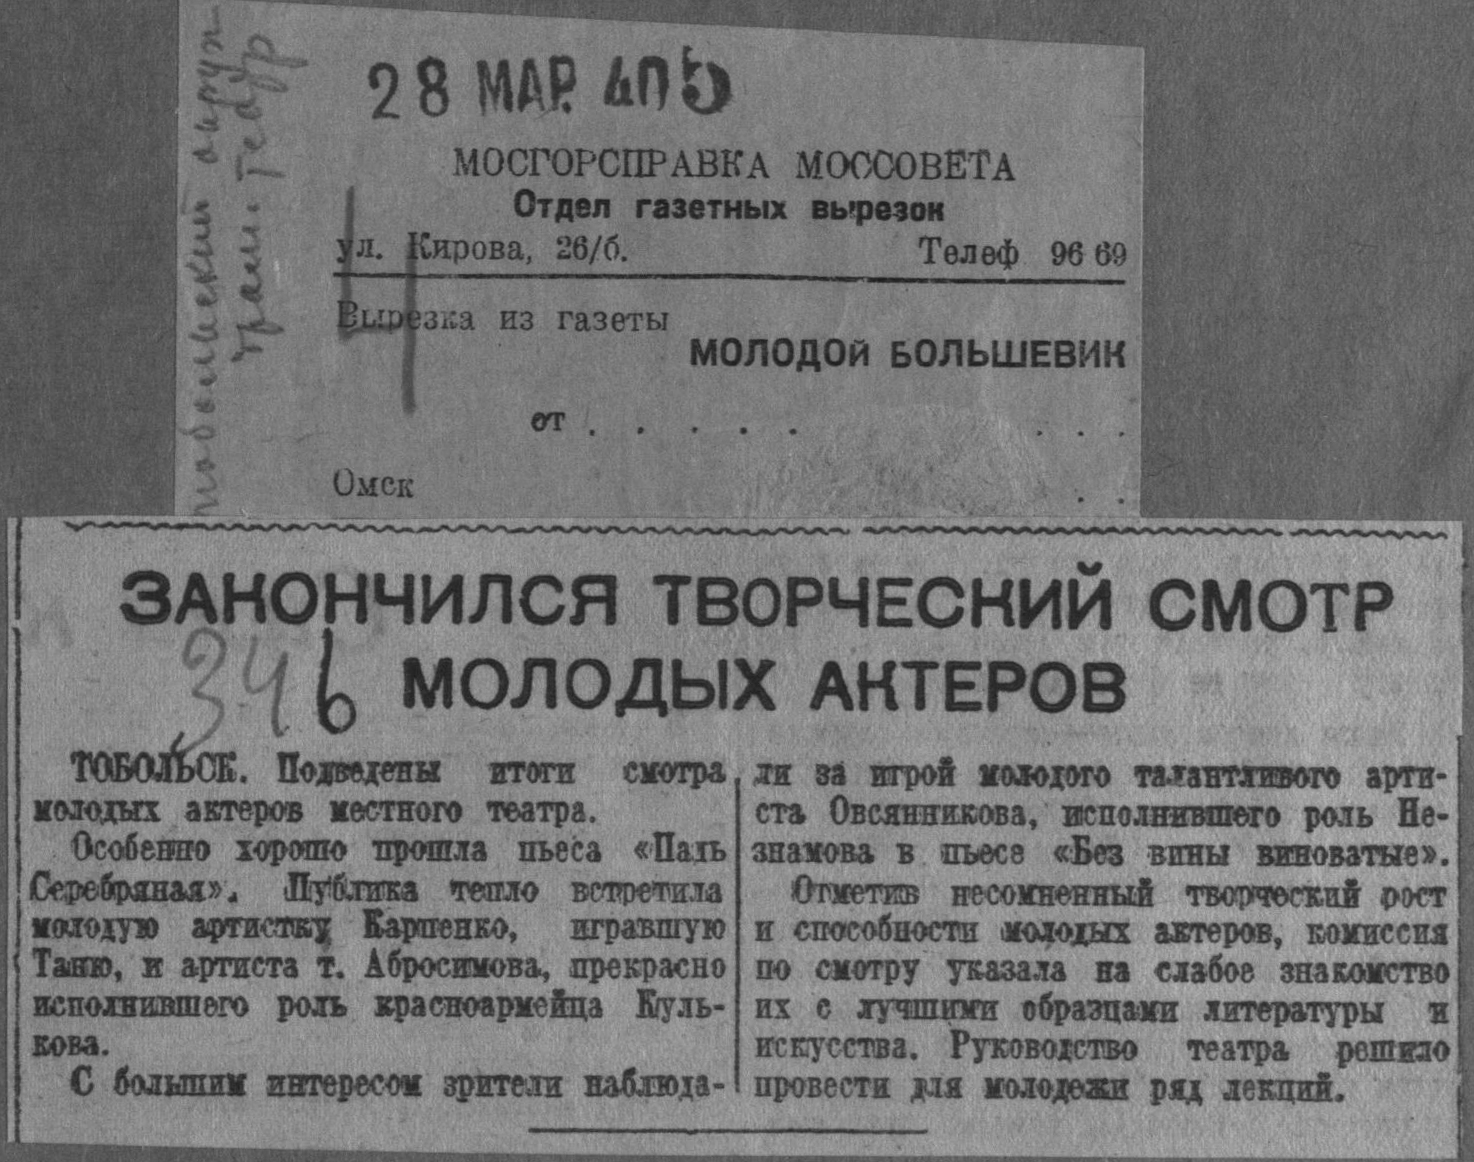 Тобольский окруж
драм. театр
28 МАР. 40 5
МОСГОРСПРАВКА МОССОВЕТА
Отдел газетных вырезок
ул. Кирова, 26/б. Телеф 96 69
Вырезка из газеты
МОЛОДОЙ БОЛЬШЕВИК
от . . . . . . . .
Омск . .
ЗАКОНЧИЛСЯ ТВОРЧЕСКИЙ СМОТР
МОЛОДЫХ АКТЕРОВ
346
ТОБОЛЬСК. Подведены итоги смотра
молодых актеров местного театра.
Особенно хорошо прошла пьеса «Падь
Серебряная». Публика тепло встретила
молодую артистку Карпенко, игравшую
Таню, и артиста т. Абросимова, прекрасно
исполнившего роль красноармейца Куль-
кова.
С большим интересом зрители наблюда-
ли за игрой молодого талантливого арти-
ста Овсянникова, исполнившего роль Не-
знамова в пьесе «Без вины виноватые».
Отметив несомненный творческий рост
и способности молодых актеров, комиссия
по смотру указала на слабое знакомство
их с лучшими образцами литературы и
искусства. Руководство театра решило
провести для молодежи ряд лекций.